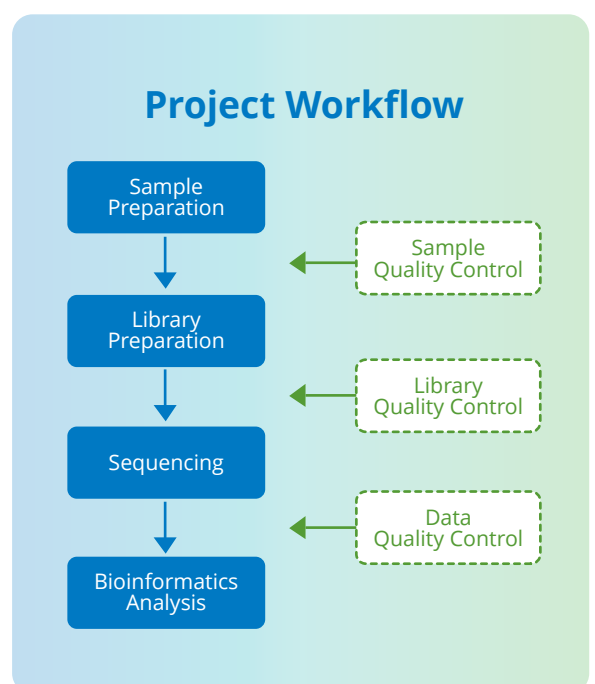 Project Workflow
Sample
Preparation
Sample
Quality Control
Library
Preparation
Library
Quality Control
Sequencing
Data
Quality Control
Bioinformatics
Analysis